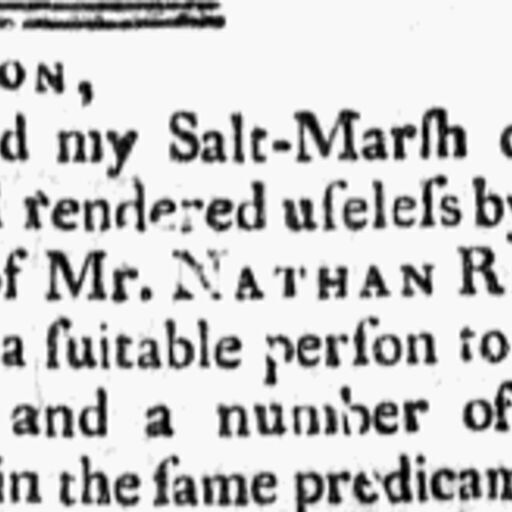 on,
my Salt-Marſh
rendered uſeleſs by
of Mr. Nathan R
a ſuitable perſon to
and a number of
in the ſame predicam